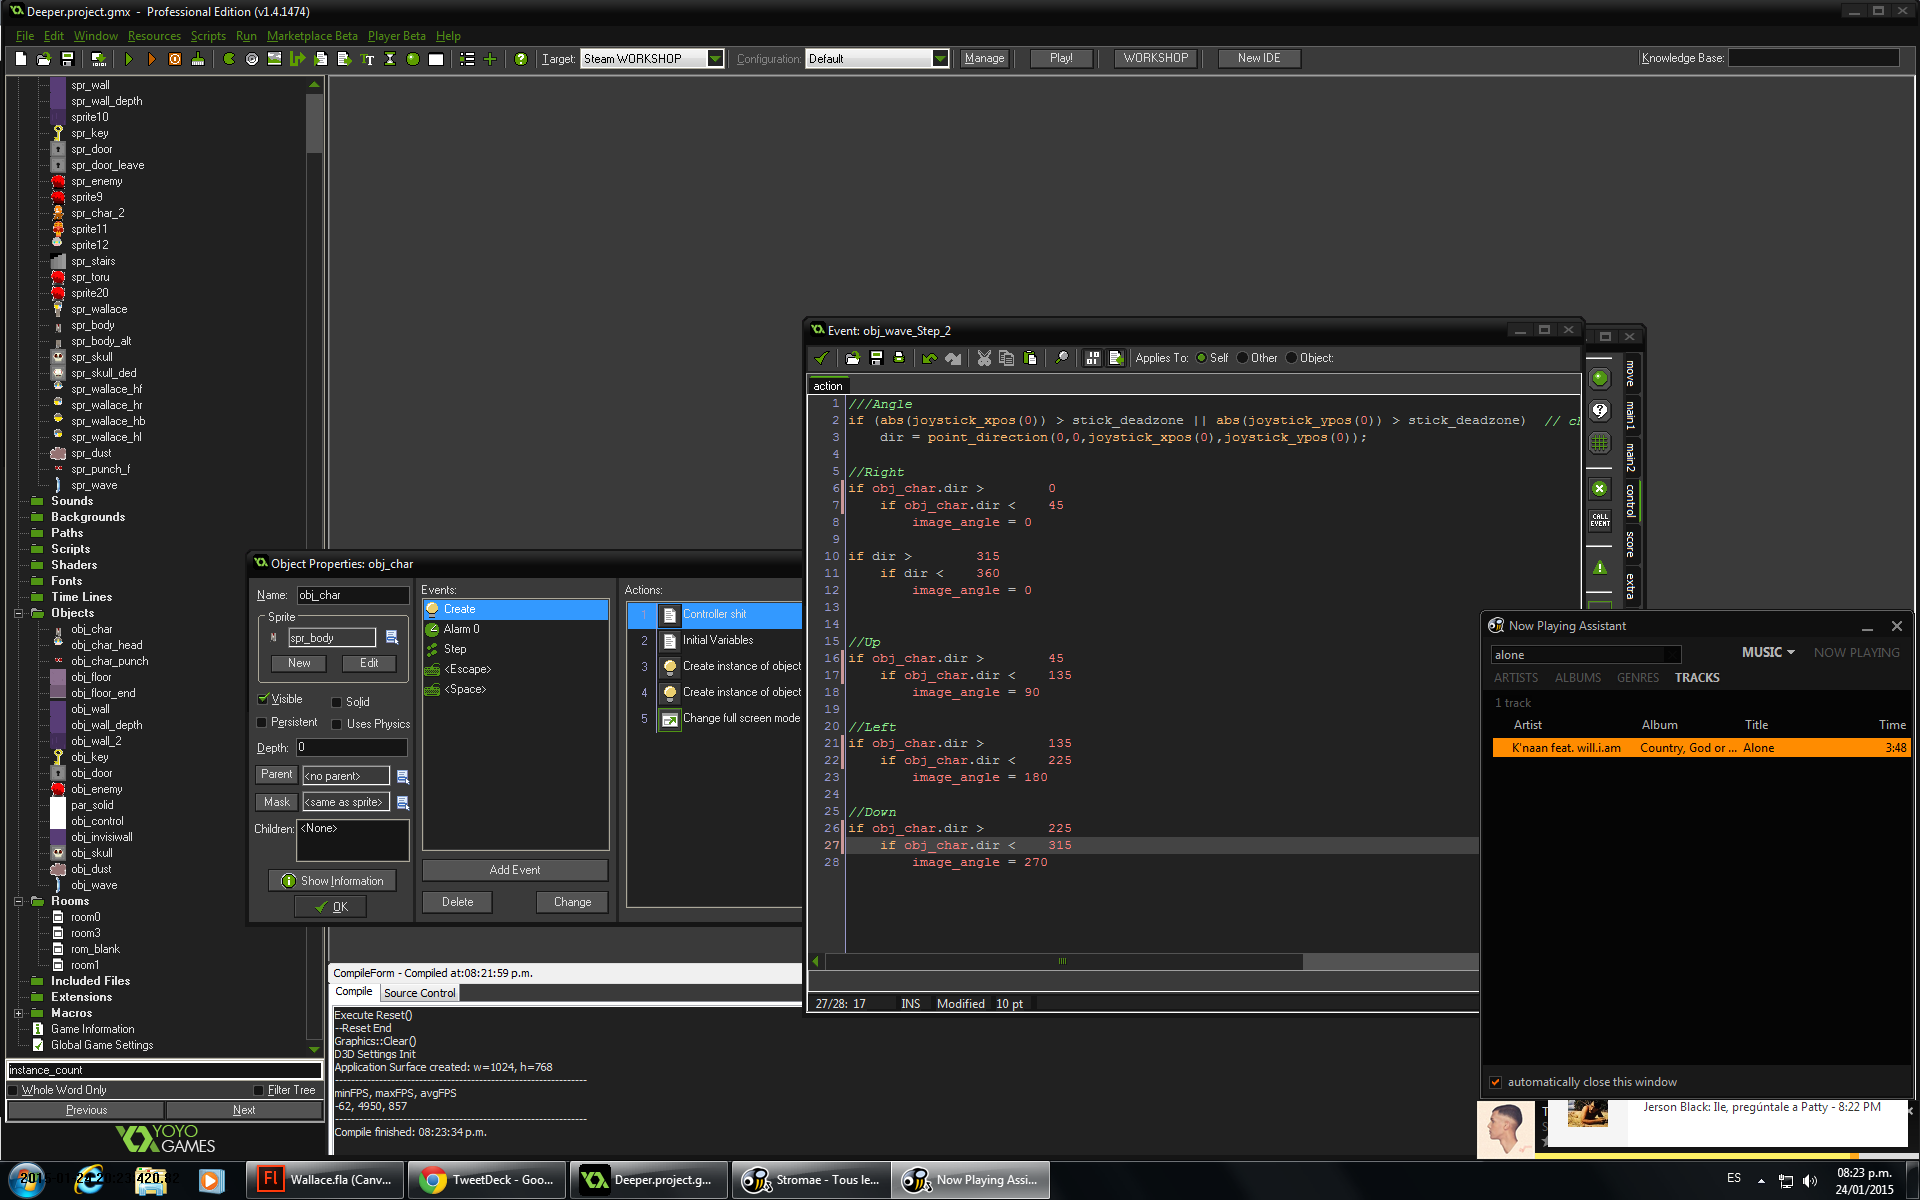 Deeper.project.gmx - Professional Edition (v1.4.1474)
File Edit Window Resources Scripts Run Marketplace Beta Player Beta Help
Target: Steam WORKSHOP Configuration: Default Manage Play! WORKSHOP New IDE Knowledge Base:
spr_wall
spr_wall_depth
sprite10
spr_key
spr_door
spr_door_leave
spr_enemy
sprite9
spr_char_2
sprite11
sprite12
spr_stairs
spr_toru
sprite20
spr_wallace
spr_body
spr_body_alt
spr_skull
spr_skull_ded
spr_wallace_hf
spr_wallace_hr
spr_wallace_hb
spr_wallace_hl
spr_dust
spr_punch_f
spr_wave
Sounds
Backgrounds
Paths
Scripts
Shaders
Fonts
Time Lines
Objects
obj_char
obj_char_head
obj_char_punch
obj_floor
obj_floor_end
obj_wall
obj_wall_depth
obj_wall_2
obj_key
obj_door
obj_enemy
par_solid
obj_control
obj_invisiwall
obj_skull
obj_dust
obj_wave
Rooms
room0
room3
rom_blank
room1
Included Files
Extensions
Macros
Game Information
Global Game Settings
instance_count
Whole Word Only Filter Tree
Previous Next
YOYO GAMES
Object Properties: obj_char
Name: obj_char
Sprite
spr_body
New Edit
Visible Solid
Persistent Uses Physics
Depth: 0
Parent <no parent>
Mask <same as sprite>
Children: <None>
Show Information
OK
Events:
Create
Alarm 0
Step
<Escape>
<Space>
Add Event
Delete Change
Actions:
1 Controller shit
2 Initial Variables
3 Create instance of object
4 Create instance of object
5 Change full screen mode
CompileForm - Compiled at:08:21:59 p.m.
Compile Source Control
Execute Reset()
--Reset End
Graphics::Clear()
D3D Settings Init
Application Surface created: w=1024, h=768
minFPS, maxFPS, avgFPS
-62, 4950, 857
Compile finished: 08:23:34 p.m.
Event: obj_wave_Step_2
Applies To: Self Other Object:
action
1 ///Angle
2 if (abs(joystick_xpos(0)) > stick_deadzone || abs(joystick_ypos(0)) > stick_deadzone) //
3 dir = point_direction(0,0,joystick_xpos(0),joystick_ypos(0));
4
5 //Right
6 if obj_char.dir > 0
7 if obj_char.dir < 45
8 image_angle = 0
9
10 if dir > 315
11 if dir < 360
12 image_angle = 0
13
14
15 //Up
16 if obj_char.dir > 45
17 if obj_char.dir < 135
18 image_angle = 90
19
20 //Left
21 if obj_char.dir > 135
22 if obj_char.dir < 225
23 image_angle = 180
24
25 //Down
26 if obj_char.dir > 225
27 if obj_char.dir < 315
28 image_angle = 270
27/28: 17 INS Modified 10 pt
move
main1
main2
control
score
extra
CALL EVENT
Now Playing Assistant
alone
MUSIC NOW PLAYING
ARTISTS ALBUMS GENRES TRACKS
1 track
Artist Album Title Time
K'naan feat. will.i.am Country, God or ... Alone 3:48
automatically close this window
Jerson Black: Ile, pregúntale a Patty - 8:22 PM
Wallace.fla (Canv...
TweetDeck - Goo...
Deeper.project.g...
Stromae - Tous le...
Now Playing Assi...
ES
08:23 p.m.
24/01/2015